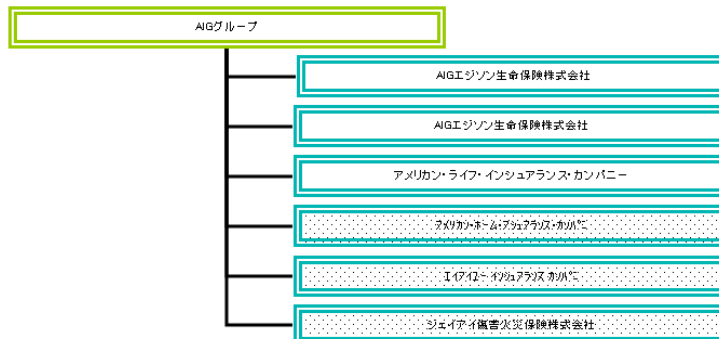 AIGグループ
AIGエジソン生命保険株式会社
AIGエジソン生命保険株式会社
アメリカン・ライフ・インシュアランス・カンパニー
ｱﾒﾘｶﾝ・ﾎｰﾑ・ｱｼｭｱﾗﾝｽ・ｶﾝﾊﾟﾆ
ｴｲｱｲﾕｰ ｲﾝｼｭｱﾗﾝｽ ｶﾝﾊﾟﾆ
ジェイアイ傷害火災保険株式会社